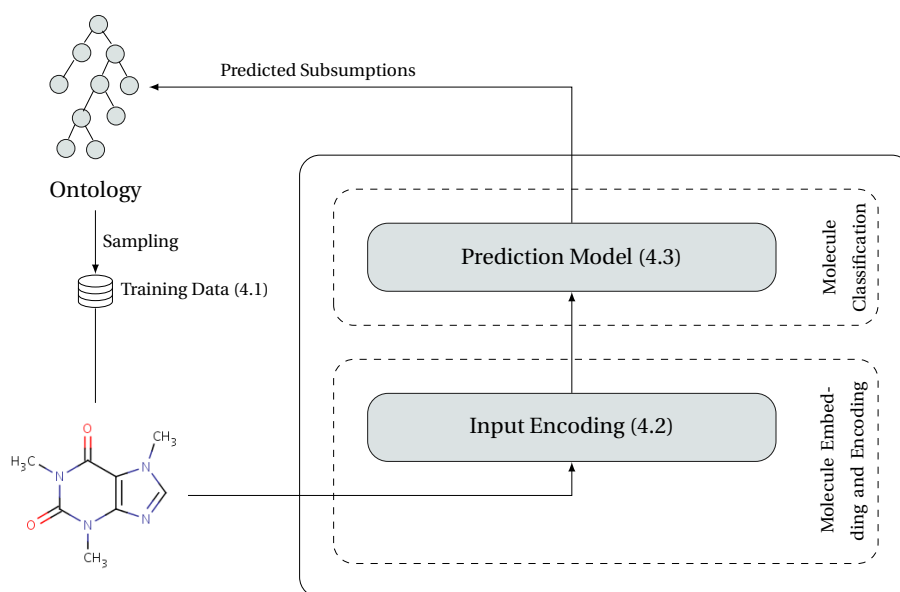 Predicted Subsumptions
Ontology
Sampling
Training Data (4.1)
Prediction Model (4.3)
Molecule
Classification
Input Encoding (4.2)
Molecule Embed-
ding and Encoding
O
CH₃
H₃C
N
N
O
N
N
CH₃